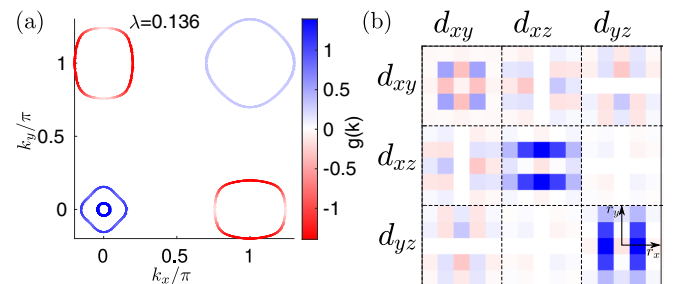 (a)
λ=0.136
1
0.5
0
k_y/π
0
0.5
1
k_x/π
1
0.5
0
-0.5
-1
g(k)
(b)
d_xy d_xz d_yz
d_xy
d_xz
d_yz
r_y
r_x